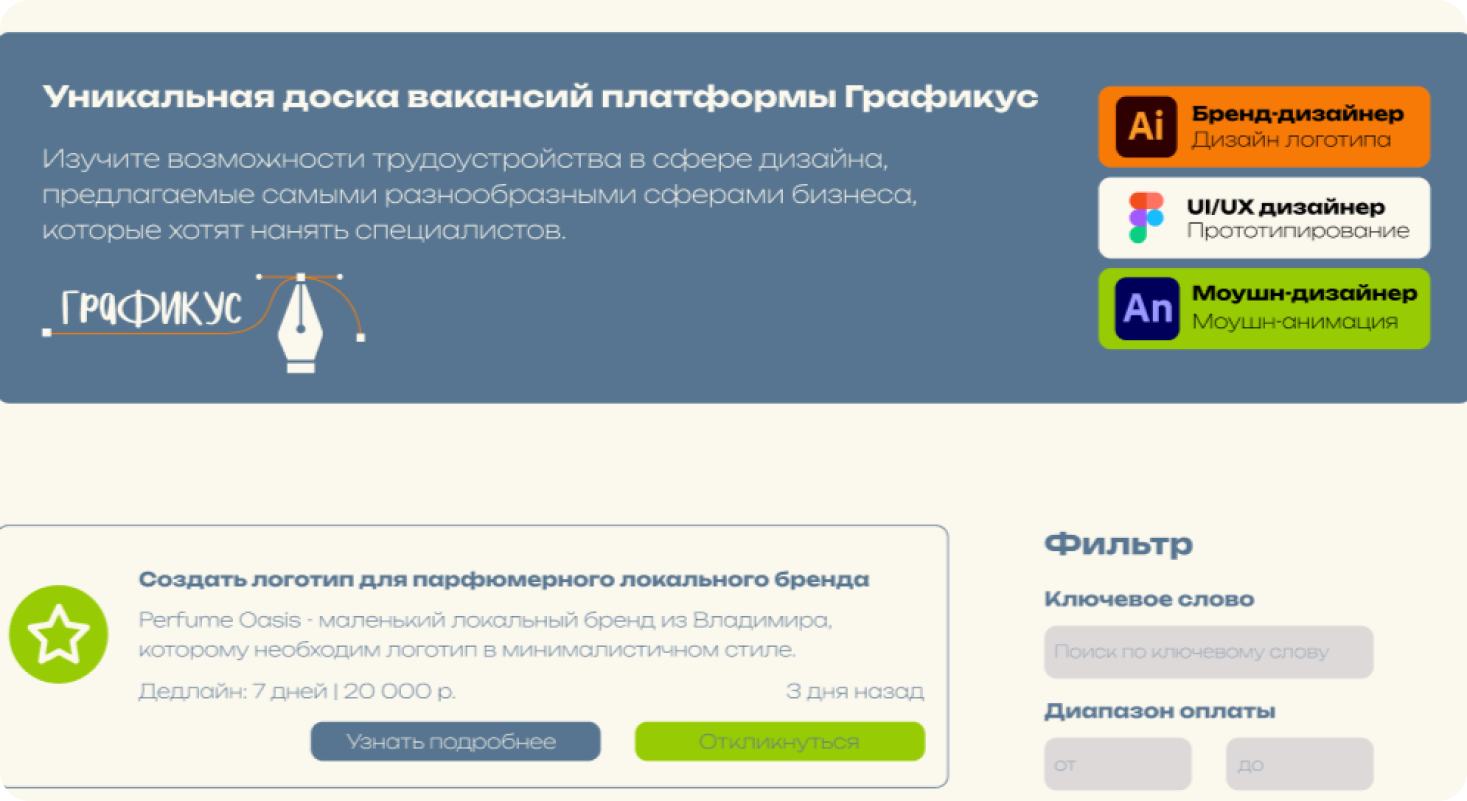 Уникальная доска вакансий платформы Графикус
Изучите возможности трудоустройства в сфере дизайна,
предлагаемые самыми разнообразными сферами бизнеса,
которые хотят нанять специалистов.
ГРАФИКУС
Ai
Бренд-дизайнер
Дизайн логотипа
UI/UX дизайнер
Прототипирование
An
Моушн-дизайнер
Моушн-анимация
Создать логотип для парфюмерного локального бренда
Perfume Oasis - маленький локальный бренд из Владимира,
которому необходим логотип в минималистичном стиле.
Дедлайн: 7 дней | 20 000 р.
3 дня назад
Узнать подробнее
Откликнуться
Фильтр
Ключевое слово
Поиск по ключевому слову
Диапазон оплаты
от
до